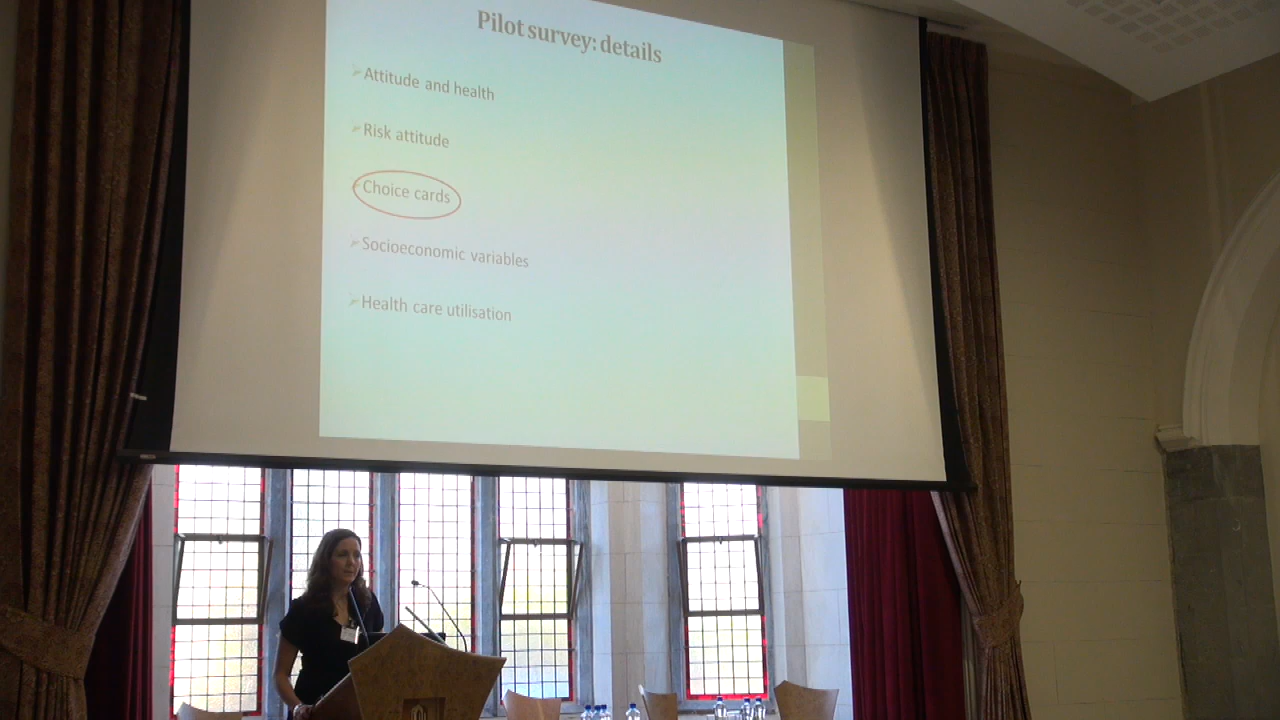 Pilot survey: details
Attitude and health
Risk attitude
Choice cards
Socioeconomic variables
Health care utilisation